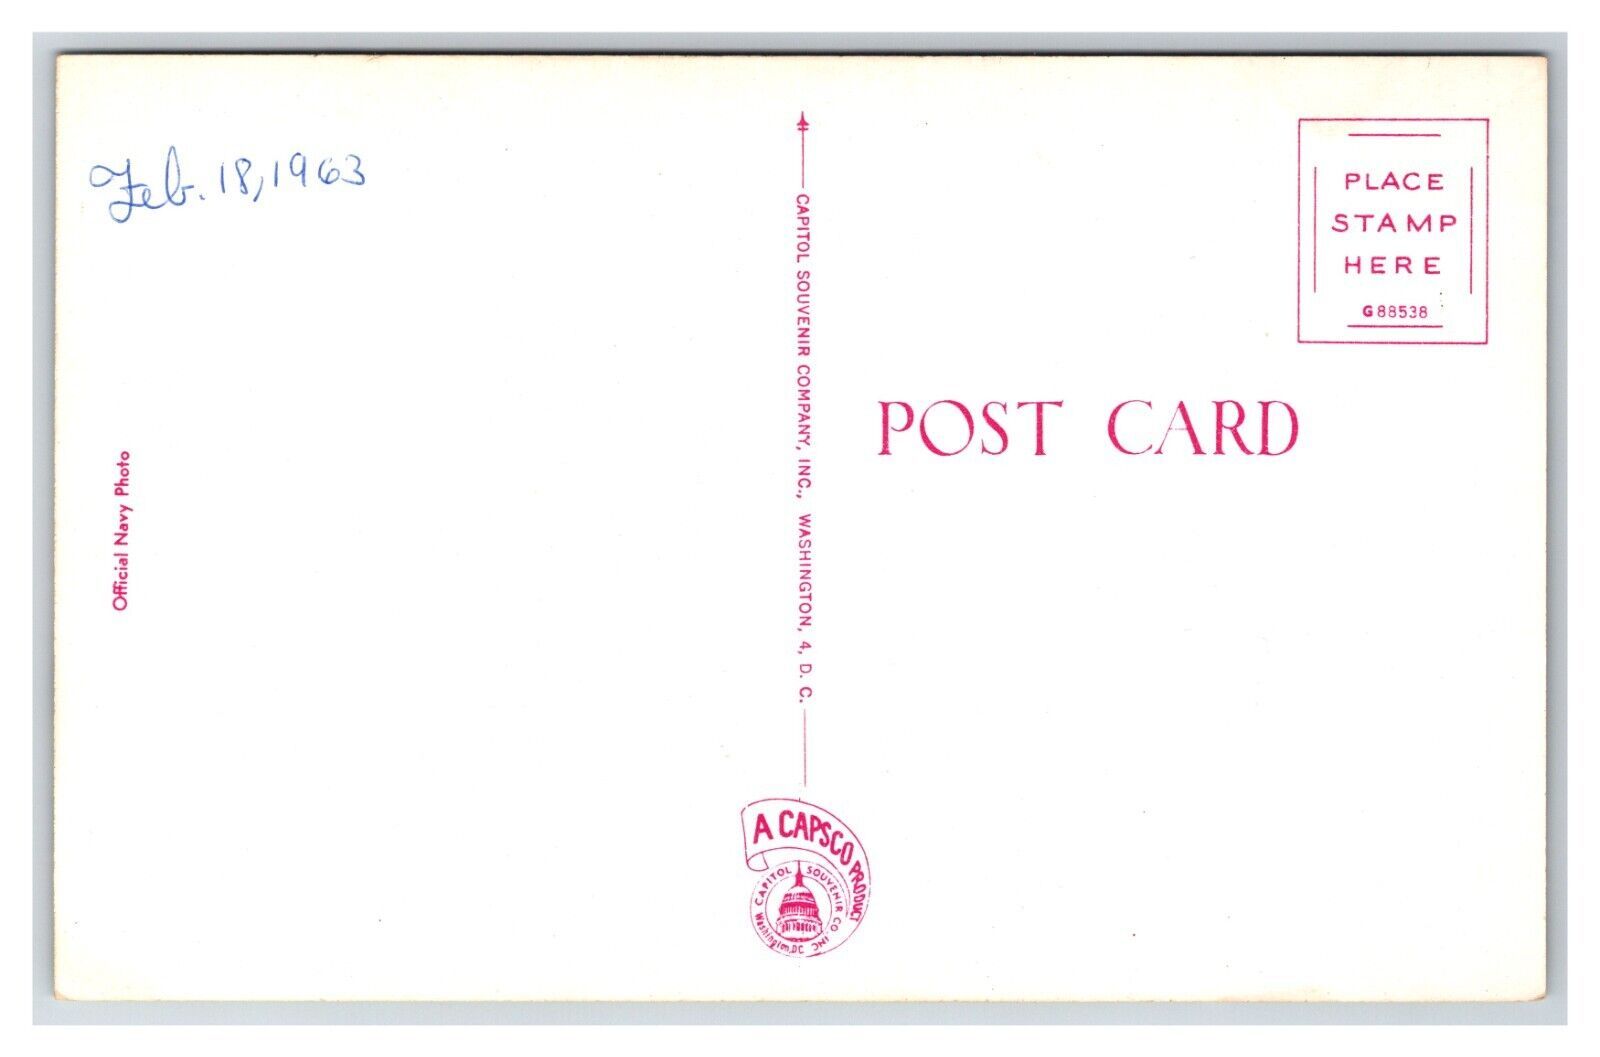 Feb. 18, 1963
Official Navy Photo
CAPITOL SOUVENIR COMPANY, INC., WASHINGTON, 4, D. C.
PLACE
STAMP
HERE
G88538
POST CARD
A CAPSCO PRODUCT
CAPITOL SOUVENIR CO. INC
Washington, DC